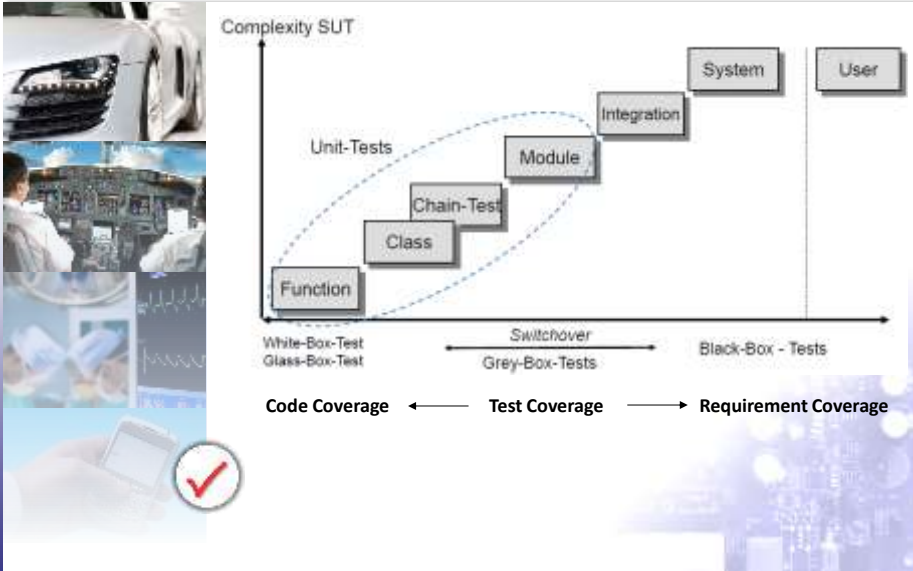 Complexity SUT
System
User
Integration
Unit-Tests
Module
Chain-Test
Class
Function
White-Box-Test
Glass-Box-Test
Switchover
Grey-Box-Tests
Black-Box - Tests
Code Coverage
Test Coverage
Requirement Coverage